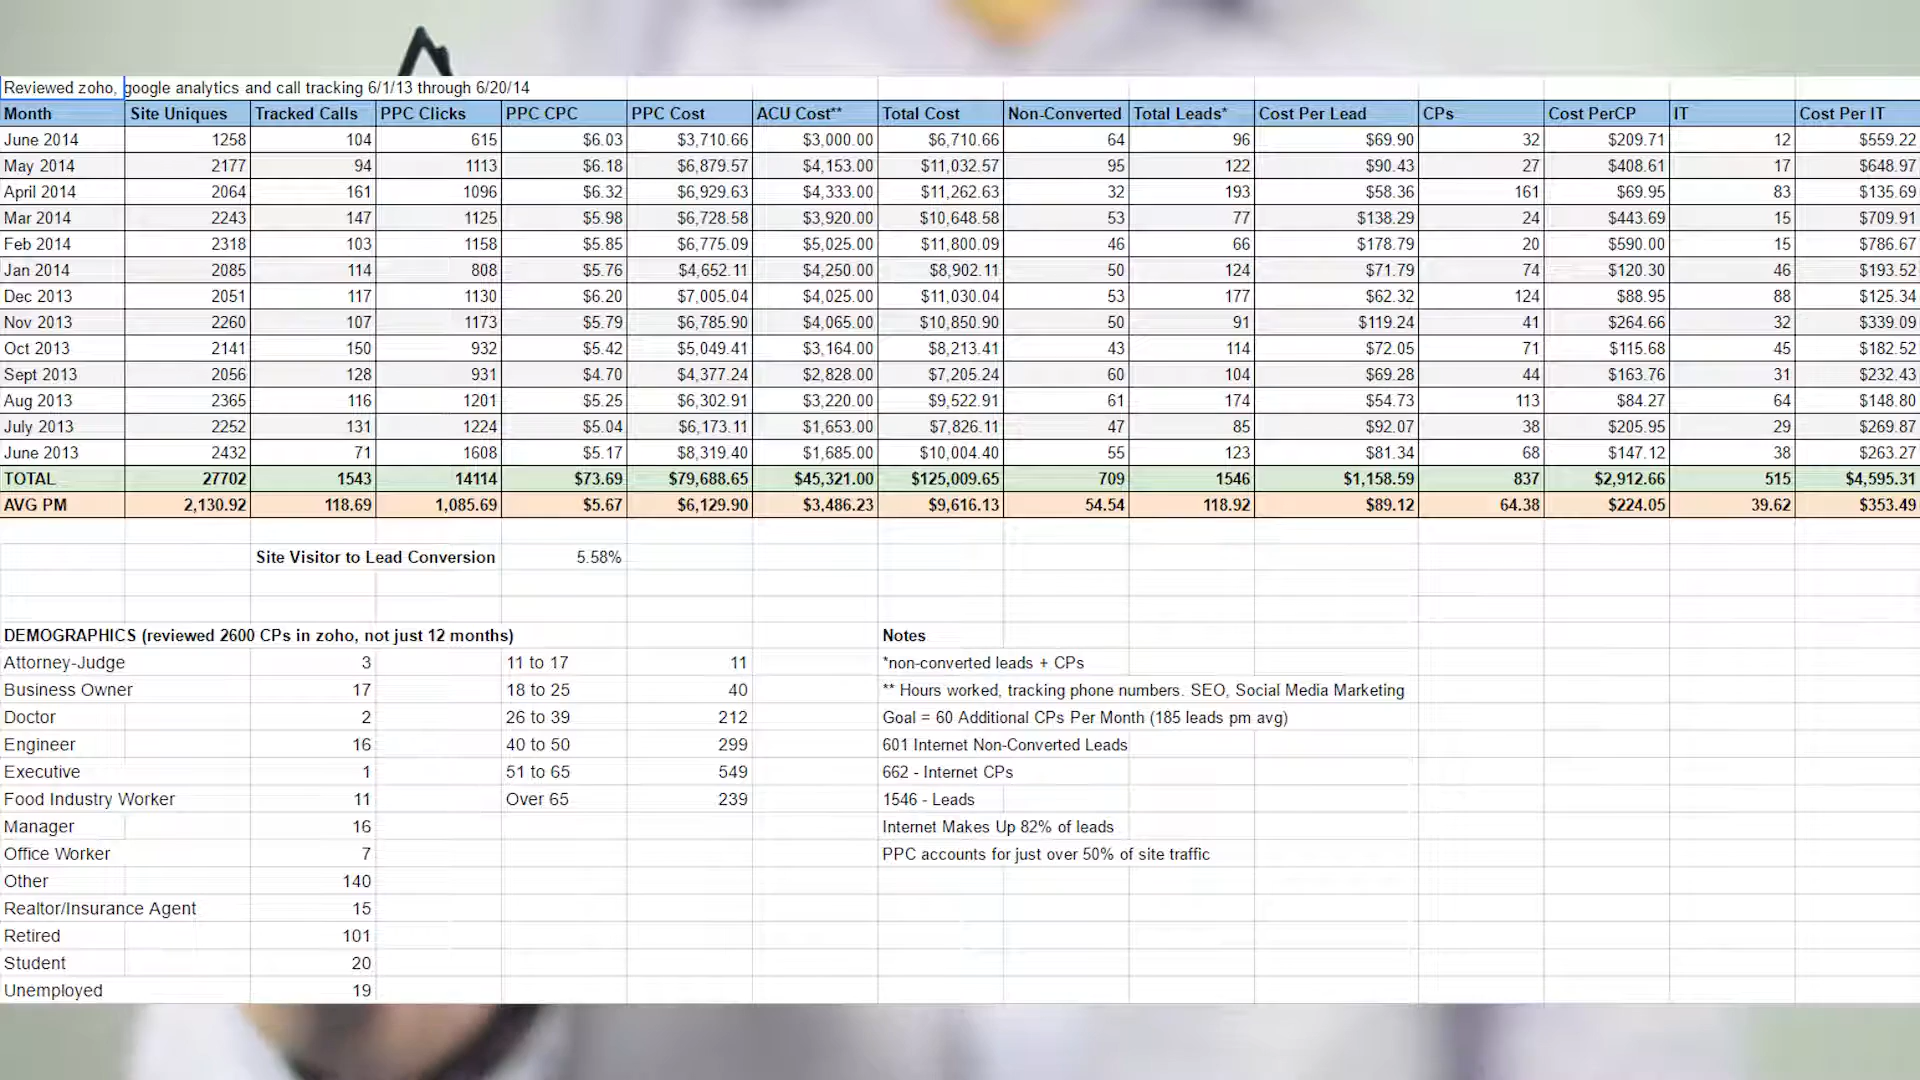 Reviewed zoho, google analytics and call tracking 6/1/13 through 6/20/14
Month Site Uniques Tracked Calls PPC Clicks PPC CPC PPC Cost ACU Cost** Total Cost Non-Converted Total Leads* Cost Per Lead CPs Cost PerCP IT Cost Per IT
June 2014 1258 104 615 $6.03 $3,710.66 $3,000.00 $6,710.66 64 96 $69.90 32 $209.71 12 $559.22
May 2014 2177 94 1113 $6.18 $6,879.57 $4,153.00 $11,032.57 95 122 $90.43 27 $408.61 17 $648.97
April 2014 2064 161 1096 $6.32 $6,929.63 $4,333.00 $11,262.63 32 193 $58.36 161 $69.95 83 $135.69
Mar 2014 2243 147 1125 $5.98 $6,728.58 $3,920.00 $10,648.58 53 77 $138.29 24 $443.69 15 $709.91
Feb 2014 2318 103 1158 $5.85 $6,775.09 $5,025.00 $11,800.09 46 66 $178.79 20 $590.00 15 $786.67
Jan 2014 2085 114 808 $5.76 $4,652.11 $4,250.00 $8,902.11 50 124 $71.79 74 $120.30 46 $193.52
Dec 2013 2051 117 1130 $6.20 $7,005.04 $4,025.00 $11,030.04 53 177 $62.32 124 $88.95 88 $125.34
Nov 2013 2260 107 1173 $5.79 $6,785.90 $4,065.00 $10,850.90 50 91 $119.24 41 $264.66 32 $339.09
Oct 2013 2141 150 932 $5.42 $5,049.41 $3,164.00 $8,213.41 43 114 $72.05 71 $115.68 45 $182.52
Sept 2013 2056 128 931 $4.70 $4,377.24 $2,828.00 $7,205.24 60 104 $69.28 44 $163.76 31 $232.43
Aug 2013 2365 116 1201 $5.25 $6,302.91 $3,220.00 $9,522.91 61 174 $54.73 113 $84.27 64 $148.80
July 2013 2252 131 1224 $5.04 $6,173.11 $1,653.00 $7,826.11 47 85 $92.07 38 $205.95 29 $269.87
June 2013 2432 71 1608 $5.17 $8,319.40 $1,685.00 $10,004.40 55 123 $81.34 68 $147.12 38 $263.27
TOTAL 27702 1543 14114 $73.69 $79,688.65 $45,321.00 $125,009.65 709 1546 $1,158.59 837 $2,912.66 515 $4,595.31
AVG PM 2,130.92 118.69 1,085.69 $5.67 $6,129.90 $3,486.23 $9,616.13 54.54 118.92 $89.12 64.38 $224.05 39.62 $353.49
Site Visitor to Lead Conversion 5.58%
DEMOGRAPHICS (reviewed 2600 CPs in zoho, not just 12 months) Notes
Attorney-Judge 3 11 to 17 11 *non-converted leads + CPs
Business Owner 17 18 to 25 40 ** Hours worked, tracking phone numbers. SEO, Social Media Marketing
Doctor 2 26 to 39 212 Goal = 60 Additional CPs Per Month (185 leads pm avg)
Engineer 16 40 to 50 299 601 Internet Non-Converted Leads
Executive 1 51 to 65 549 662 - Internet CPs
Food Industry Worker 11 Over 65 239 1546 - Leads
Manager 16 Internet Makes Up 82% of leads
Office Worker 7 PPC accounts for just over 50% of site traffic
Other 140
Realtor/Insurance Agent 15
Retired 101
Student 20
Unemployed 19